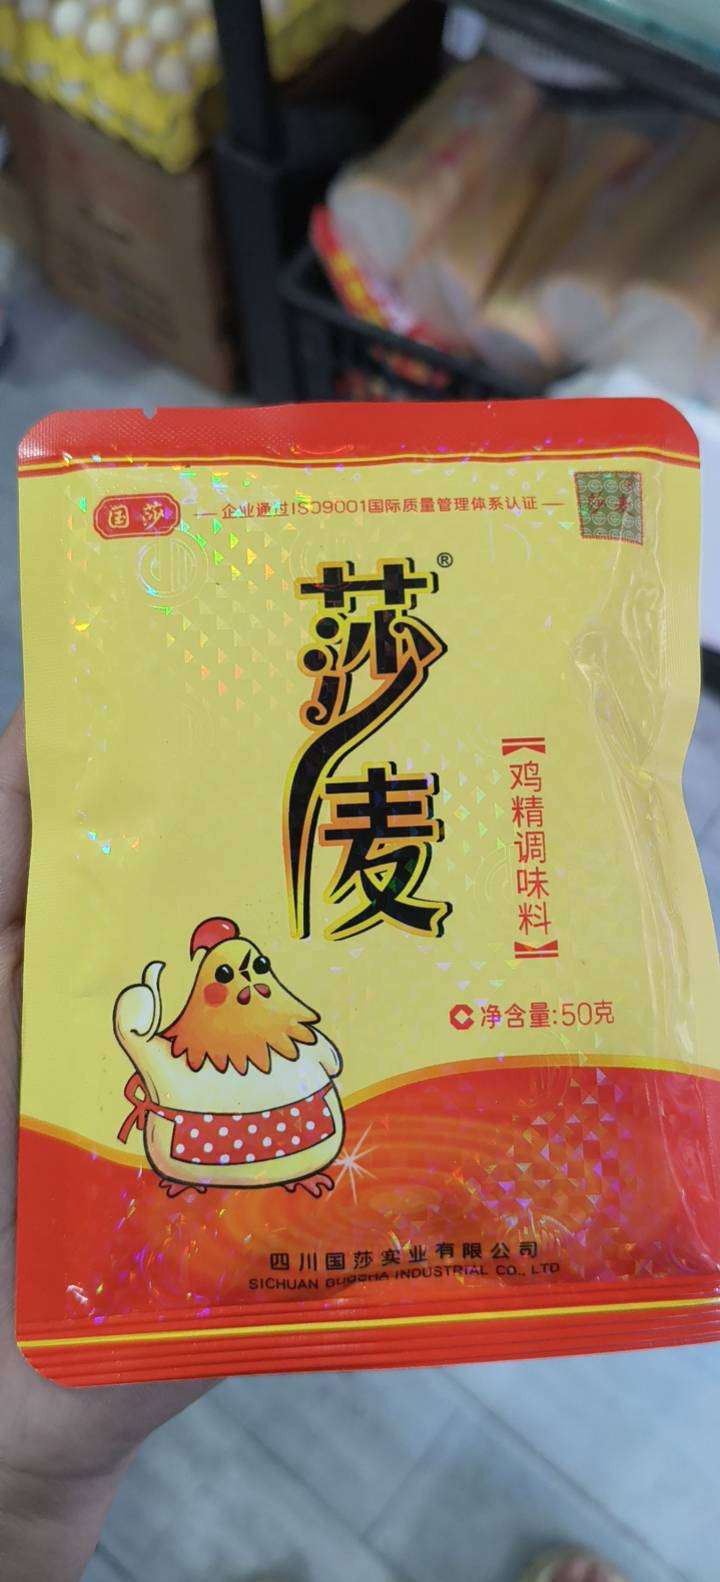 国莎
企业通过ISO9001国际质量管理体系认证
莎麦
莎麦®
【鸡精调味料】
净含量:50克
四川国莎实业有限公司
SICHUAN GUOSHA INDUSTRIAL CO., LTD